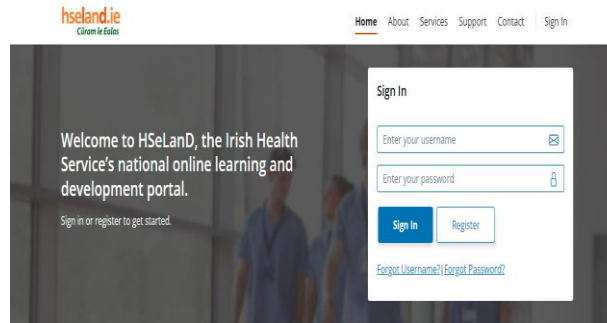 hseland.ie
Cúram le Eolas
Home About Services Support Contact Sign In
Welcome to HSeLanD, the Irish Health
Service's national online learning and
development portal.
Sign in or register to get started.
Sign In
Enter your username
Enter your password
Sign In Register
Forgot Username?|Forgot Password?